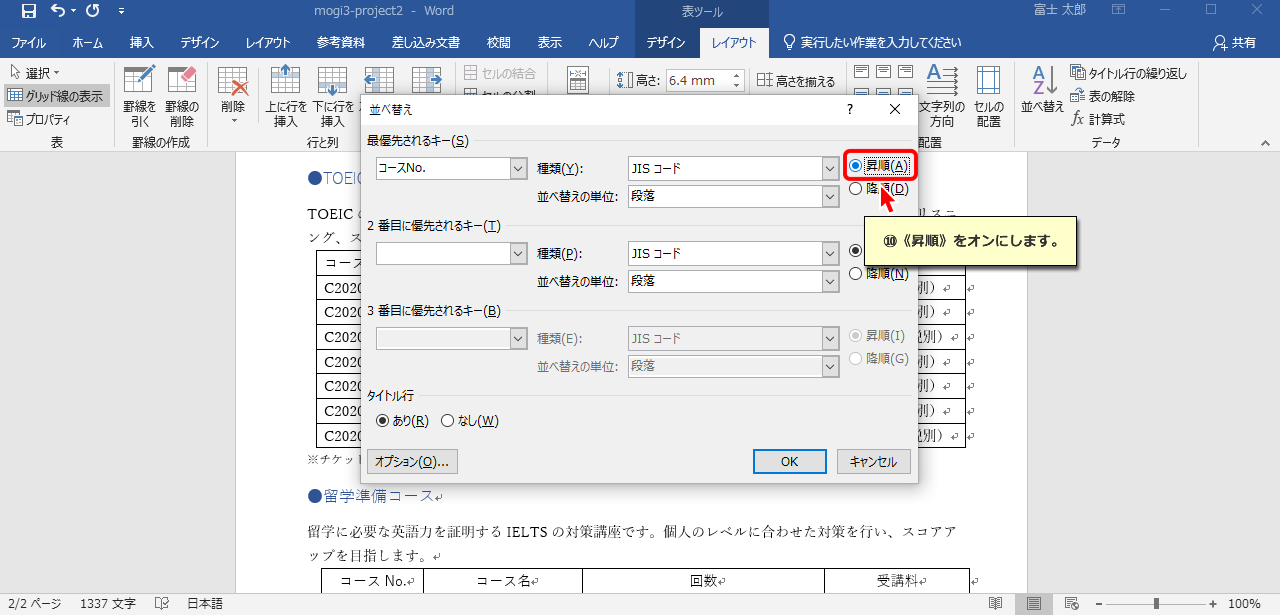 mogi3-project2 - Word
表ツール
富士 太郎
ファイル ホーム 挿入 デザイン レイアウト 参考資料 差し込み文書 校閲 表示 ヘルプ デザイン レイアウト 実行したい作業を入力してください 共有
選択
グリッド線の表示
プロパティ
表
罫線を引く
罫線の削除
罫線の作成
削除
上に行を挿入
下に行を挿入
行と列
セルの結合
高さ: 6.4 mm
高さを揃える
文字列の方向
セルの配置
配置
並べ替え
タイトル行の繰り返し
表の解除
計算式
データ
並べ替え
最優先されるキー(S)
コースNo. 種類(Y): JIS コード 昇順(A)
並べ替えの単位: 段落 降順(D)
2 番目に優先されるキー(T)
種類(P): JIS コード
並べ替えの単位: 段落 降順(N)
3 番目に優先されるキー(B)
種類(E): JIS コード 昇順(I)
並べ替えの単位: 段落 降順(G)
タイトル行
あり(R) なし(W)
オプション(O)... OK キャンセル
⑩《昇順》をオンにします。
●TOEIC
TOEIC
ング、ス
コース
C2020
C2020
C2020
C2020
C2020
C2020
C2020
※チケット
●留学準備コース
留学に必要な英語力を証明する IELTS の対策講座です。個人のレベルに合わせた対策を行い、スコアア
ップを目指します。
コース No. コース名 回数 受講料
2/2 ページ 1337 文字 日本語 100%